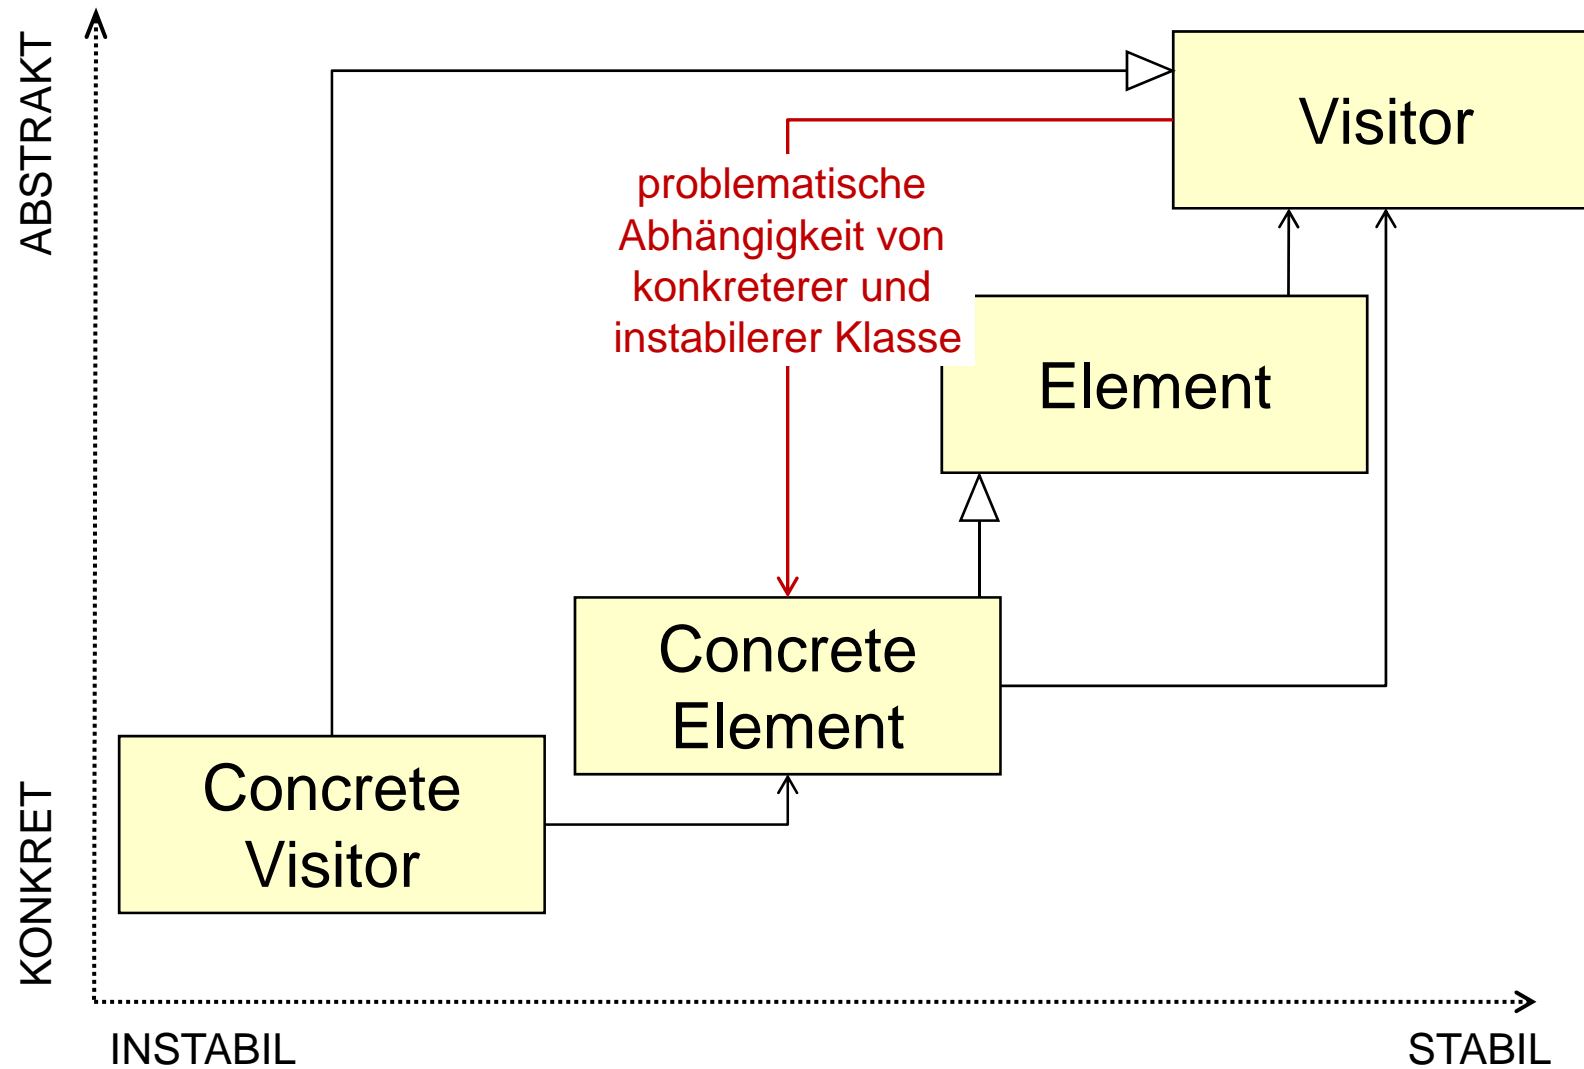 ABSTRAKT
Visitor
problematische
Abhängigkeit von
konkreterer und
instabilerer Klasse
Element
Concrete
Element
Concrete
Visitor
KONKRET
INSTABIL
STABIL